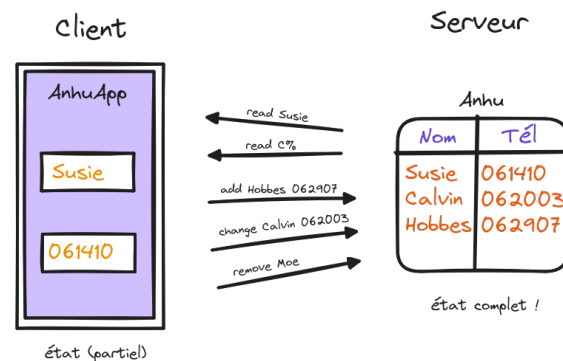 Client
Serveur
AnhuApp
Susie
061410
état (partiel)
read Susie
read C%
add Hobbes 062907
change Calvin 062003
remove Moe
Anhu
Nom Tél
Susie 061410
Calvin 062003
Hobbes 062907
état complet !